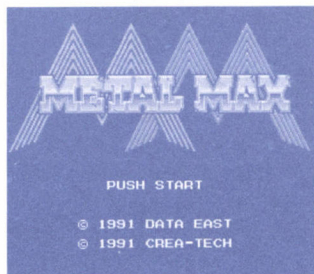 METAL MAX
PUSH START
© 1991 DATA EAST
© 1991 CREA-TECH